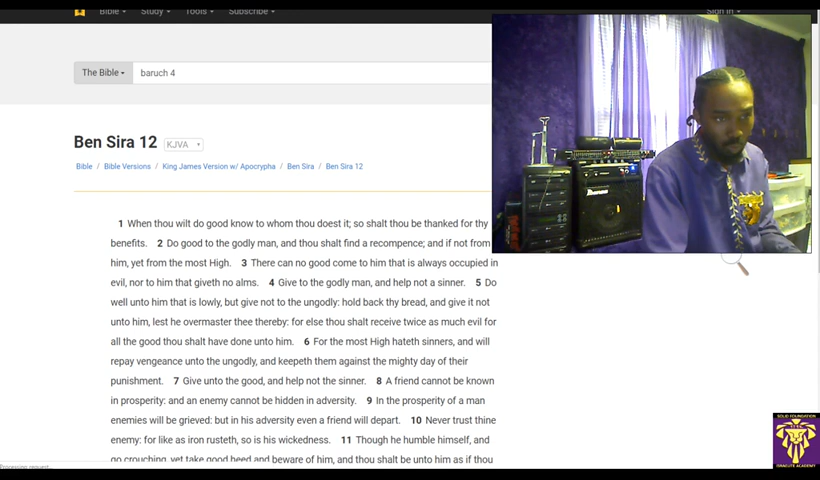 Bible Study Tools Subscribe Sign In
The Bible baruch 4
Ben Sira 12 KJVA
Bible / Bible Versions / King James Version w/ Apocrypha / Ben Sira / Ben Sira 12
1 When thou wilt do good know to whom thou doest it; so shalt thou be thanked for thy
benefits. 2 Do good to the godly man, and thou shalt find a recompence; and if not from
him, yet from the most High. 3 There can no good come to him that is always occupied in
evil, nor to him that giveth no alms. 4 Give to the godly man, and help not a sinner. 5 Do
well unto him that is lowly, but give not to the ungodly: hold back thy bread, and give it not
unto him, lest he overmaster thee thereby: for else thou shalt receive twice as much evil for
all the good thou shalt have done unto him. 6 For the most High hateth sinners, and will
repay vengeance unto the ungodly, and keepeth them against the mighty day of their
punishment. 7 Give unto the good, and help not the sinner. 8 A friend cannot be known
in prosperity: and an enemy cannot be hidden in adversity. 9 In the prosperity of a man
enemies will be grieved: but in his adversity even a friend will depart. 10 Never trust thine
enemy: for like as iron rusteth, so is his wickedness. 11 Though he humble himself, and
go crouching, yet take good heed and beware of him, and thou shalt be unto him as if thou
Processing request...
Ibanez
SOLID FOUNDATION
ISRAELITE ACADEMY